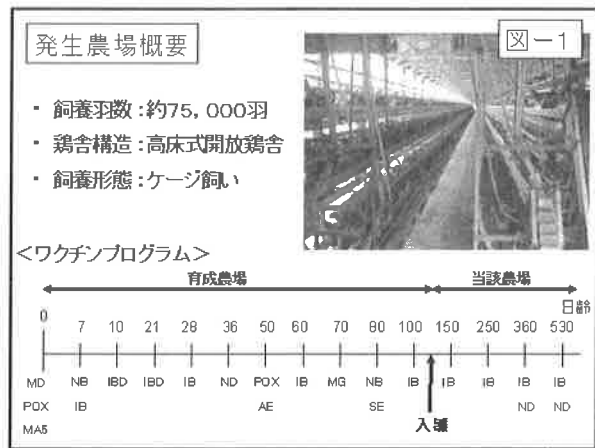 発生農場概要
図ー1
・ 飼養羽数:約75,000羽
・ 鶏舎構造:高床式開放鶏舎
・ 飼養形態:ケージ飼い
<ワクチンプログラム>
育成農場 当該農場
日齢
0 7 10 21 28 36 50 60 70 80 100 150 250 360 530
MD NB IBD IBD IB ND POX IB MG NB IB IB IB IB IB
POX IB AE SE ND ND
MA5
入雛